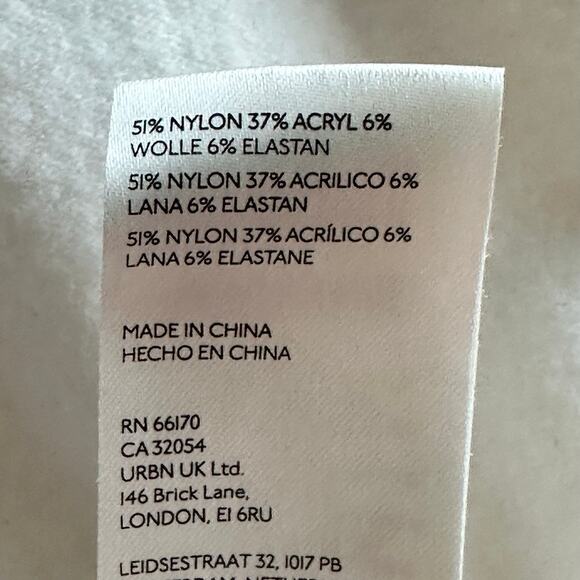 51% NYLON 37% ACRYL 6%
WOLLE 6% ELASTAN
51% NYLON 37% ACRILICO 6%
LANA 6% ELASTAN
51% NYLON 37% ACRÍLICO 6%
LANA 6% ELASTANE
MADE IN CHINA
HECHO EN CHINA
RN 66170
CA 32054
URBN UK Ltd.
146 Brick Lane,
LONDON, E1 6RU
LEIDSESTRAAT 32, 1017 PB